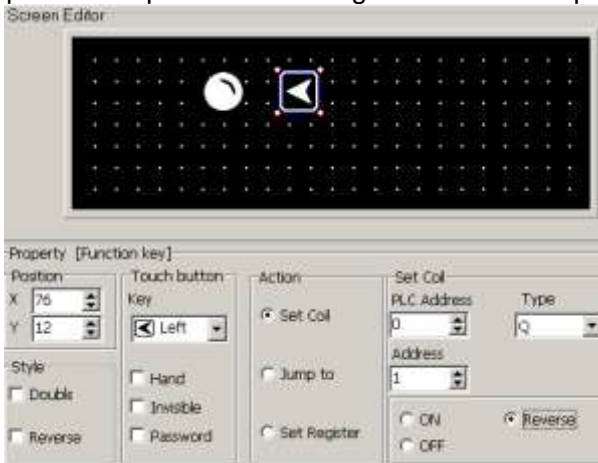 Screen Editor
Property [Function key]
Position
X 76
Y 12
Style
Double
Reverse
Touch button
Key
Left
Hand
Invisible
Password
Action
Set Coil
Jump to
Set Register
Set Coil
PLC Address
0
Type
Q
Address
1
ON
OFF
Reverse